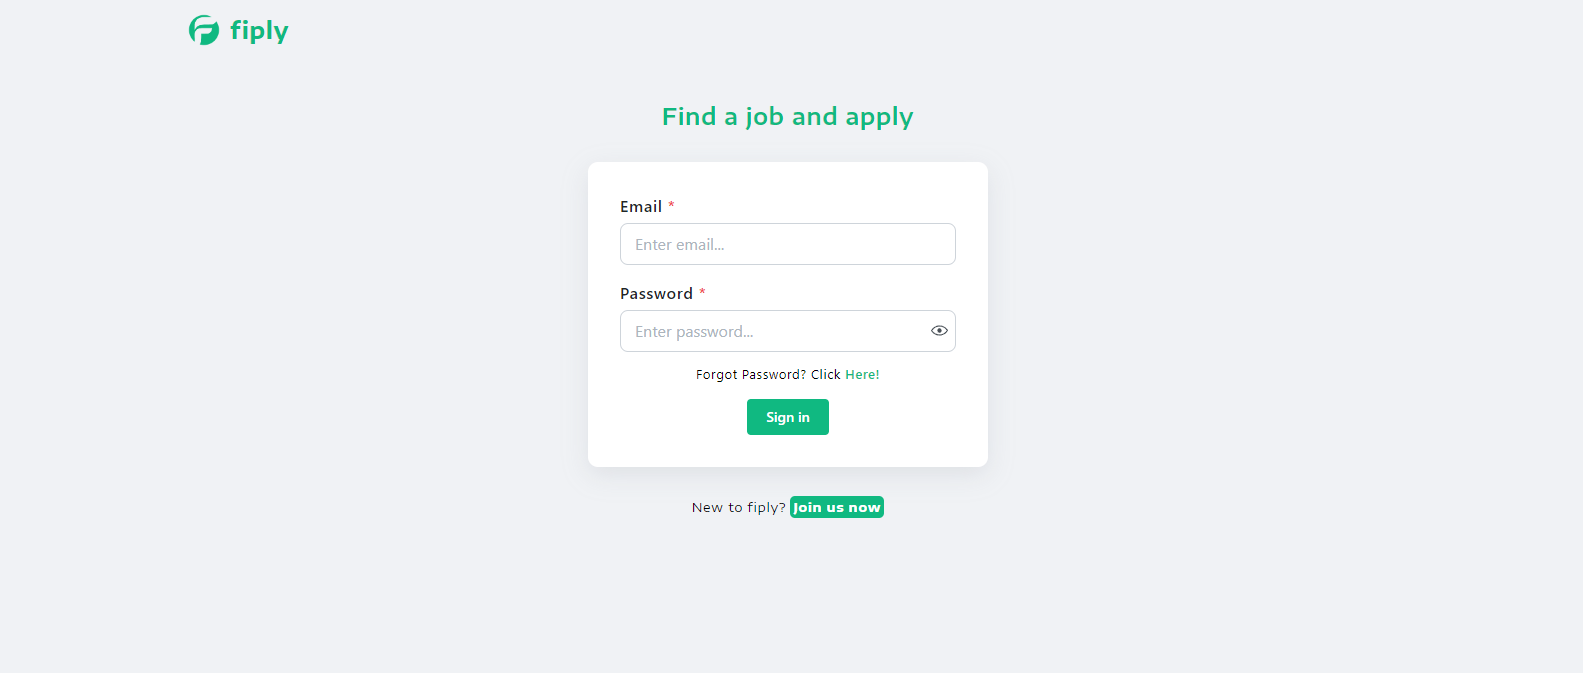 fiply
Find a job and apply
Email *
Enter email...
Password *
Enter password...
Forgot Password? Click Here!
Sign in
New to fiply? Join us now